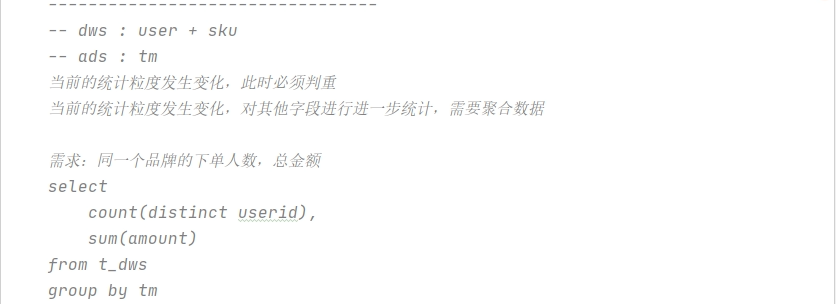 ---------------------------------
-- dws : user + sku
-- ads : tm
当前的统计粒度发生变化，此时必须判重
当前的统计粒度发生变化，对其他字段进行进一步统计，需要聚合数据
需求：同一个品牌的下单人数，总金额
select
    count(distinct userid),
    sum(amount)
from t_dws
group by tm